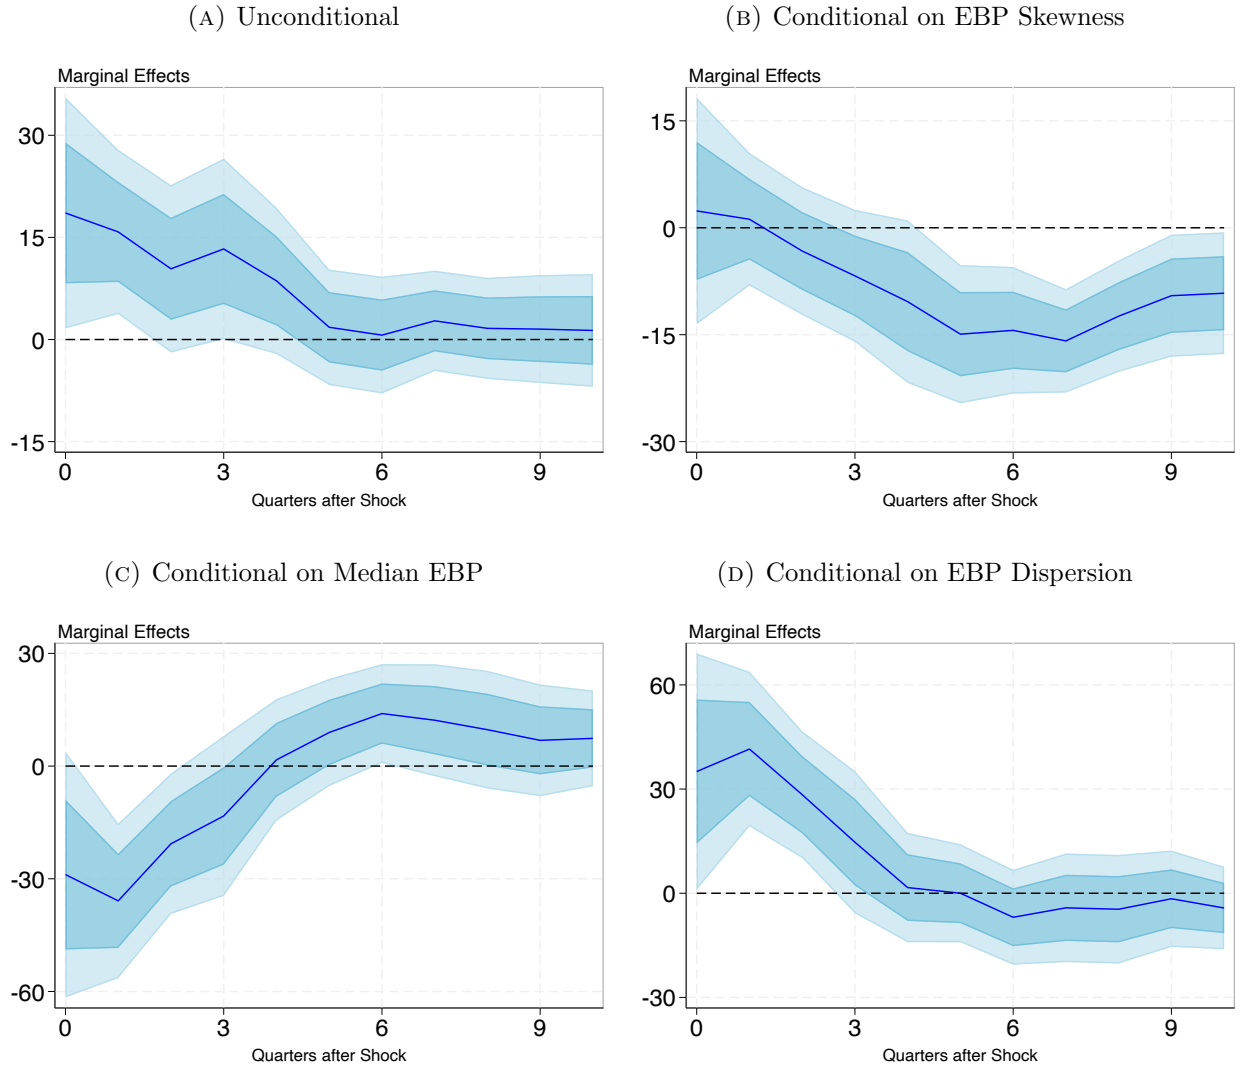 (A) Unconditional
Marginal Effects
30
15
0
-15
0 3 6 9
Quarters after Shock
(B) Conditional on EBP Skewness
Marginal Effects
15
0
-15
-30
0 3 6 9
Quarters after Shock
(C) Conditional on Median EBP
Marginal Effects
30
0
-30
-60
0 3 6 9
Quarters after Shock
(D) Conditional on EBP Dispersion
Marginal Effects
60
30
0
-30
0 3 6 9
Quarters after Shock